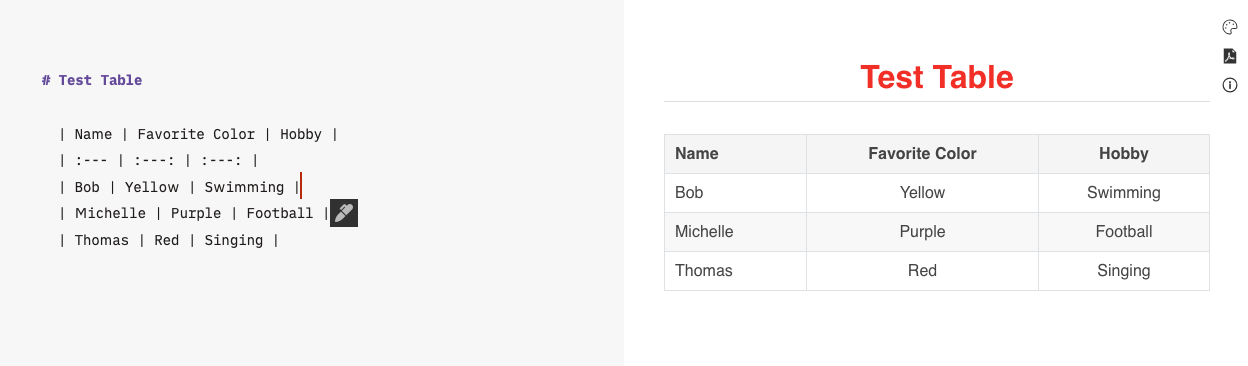 # Test Table
| Name | Favorite Color | Hobby |
| :--- | :---: | :---: |
| Bob | Yellow | Swimming |
| Michelle | Purple | Football |
| Thomas | Red | Singing |
Test Table
Name Favorite Color Hobby
Bob Yellow Swimming
Michelle Purple Football
Thomas Red Singing